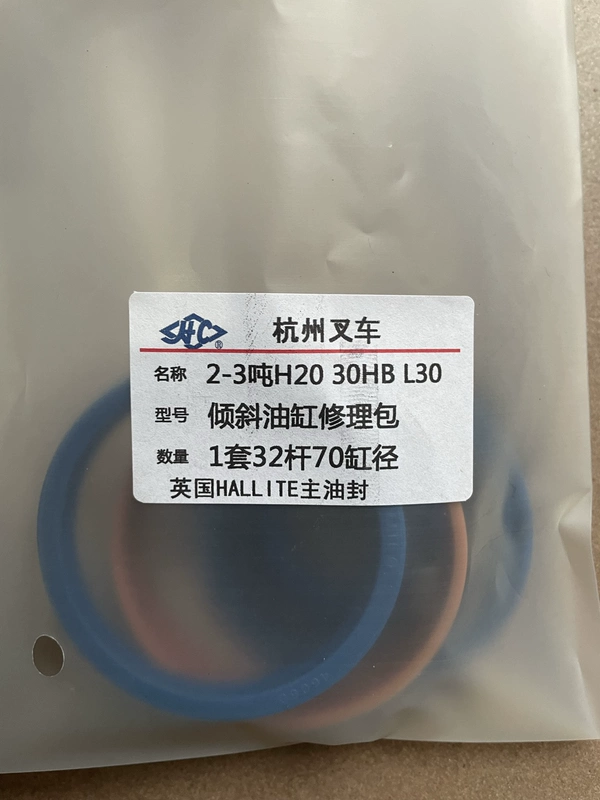 HC®
杭州叉车
名称 2-3吨H20 30HB L30
型号 倾斜油缸修理包
数量 1套32杆70缸径
英国HALLITE主油封